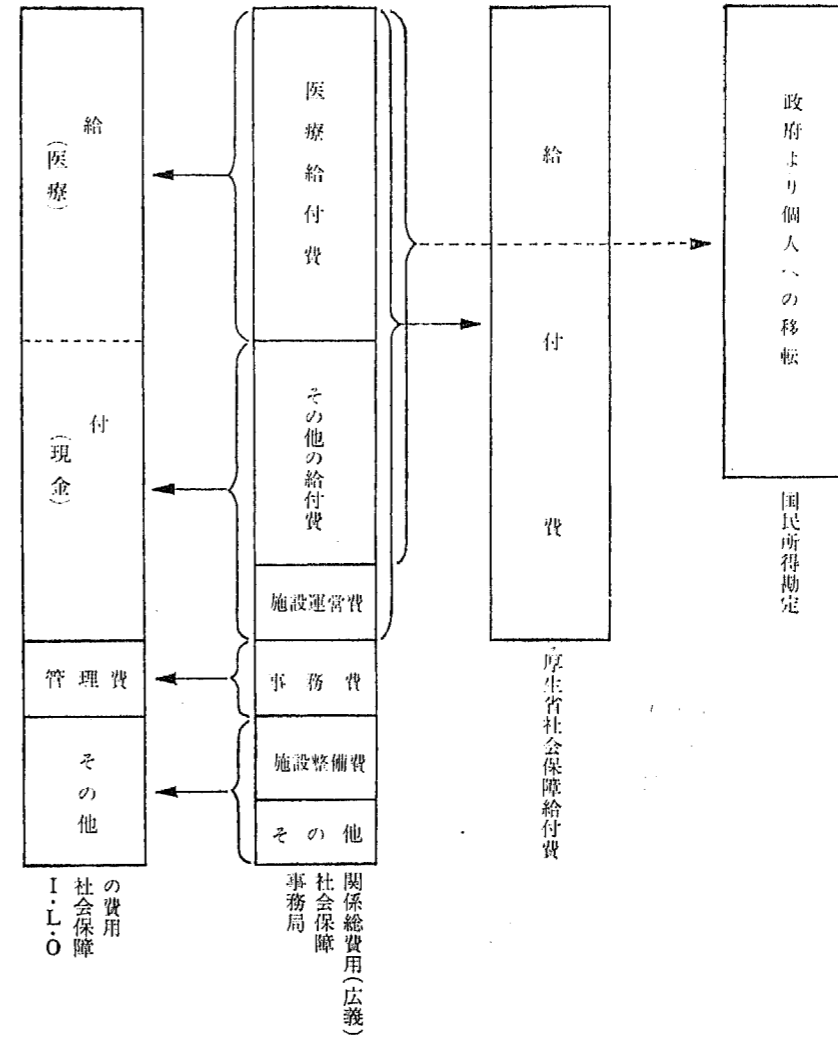 給付
(医療)
(現金)
管理費
その他
I・L・O
社会保障
の費用
医療給付費
その他の給付費
施設運営費
事務費
施設整備費
その他
事務局
社会保障
関係総費用(広義)
給付費
厚生省社会保障給付費
政府より個人への移転
国民所得勘定